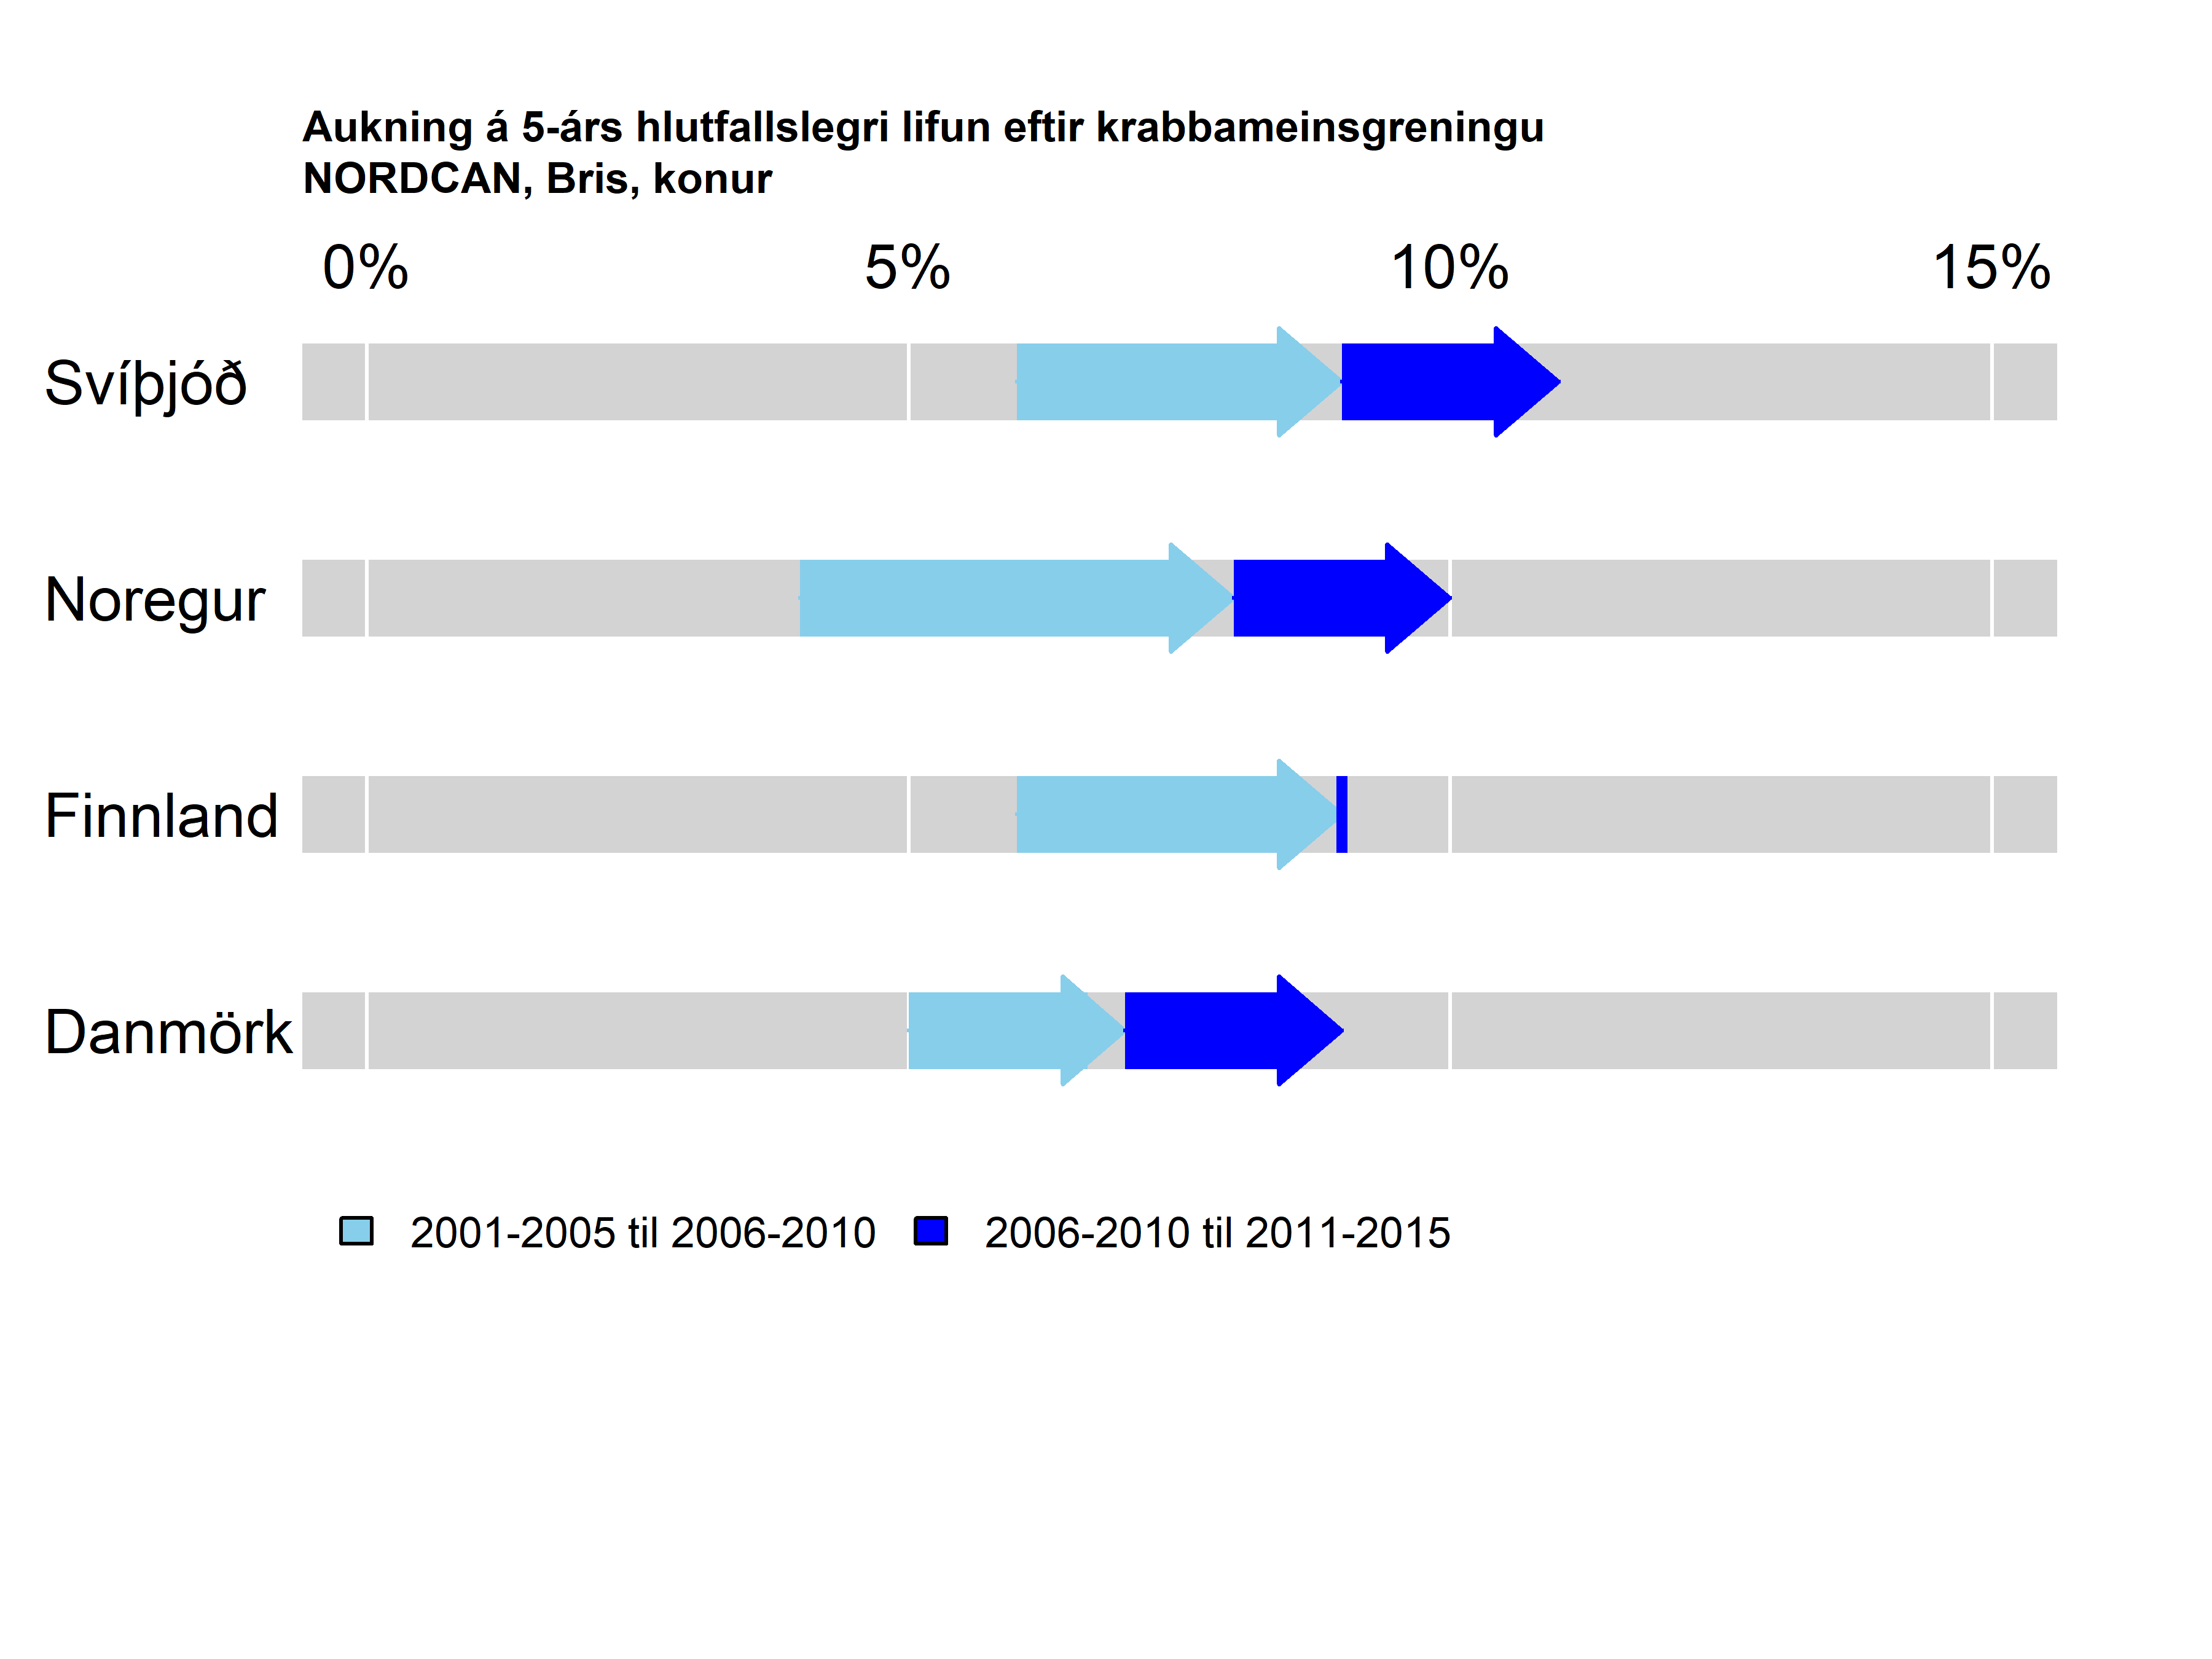 Aukning á 5-árs hlutfallslegri lifun eftir krabbameinsgreningu
NORDCAN, Bris, konur
0% 5% 10% 15%
Svíþjóð
Noregur
Finnland
Danmörk
2001-2005 til 2006-2010 2006-2010 til 2011-2015